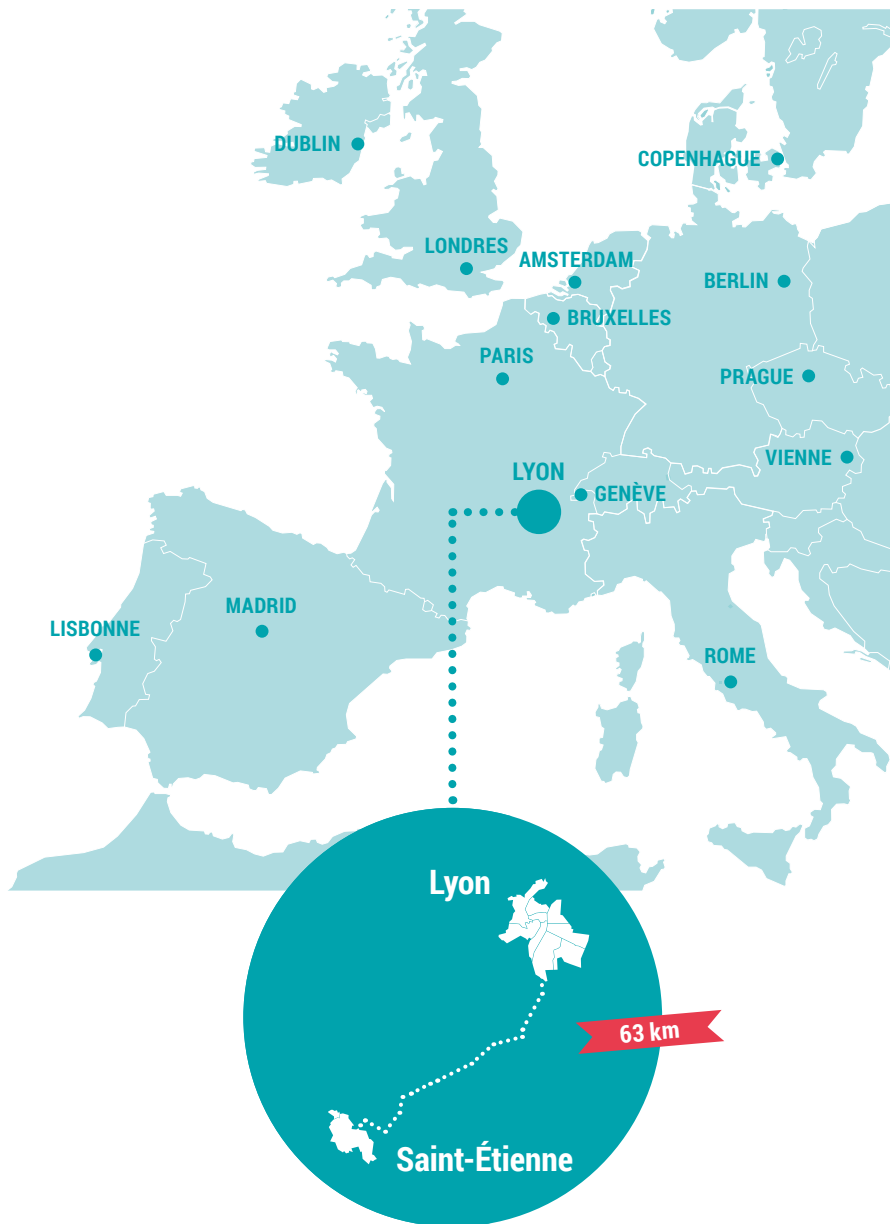 DUBLIN
COPENHAGUE
LONDRES
AMSTERDAM
BERLIN
BRUXELLES
PARIS
PRAGUE
VIENNE
LYON
GENÈVE
MADRID
LISBONNE
ROME
Lyon
63 km
Saint-Étienne